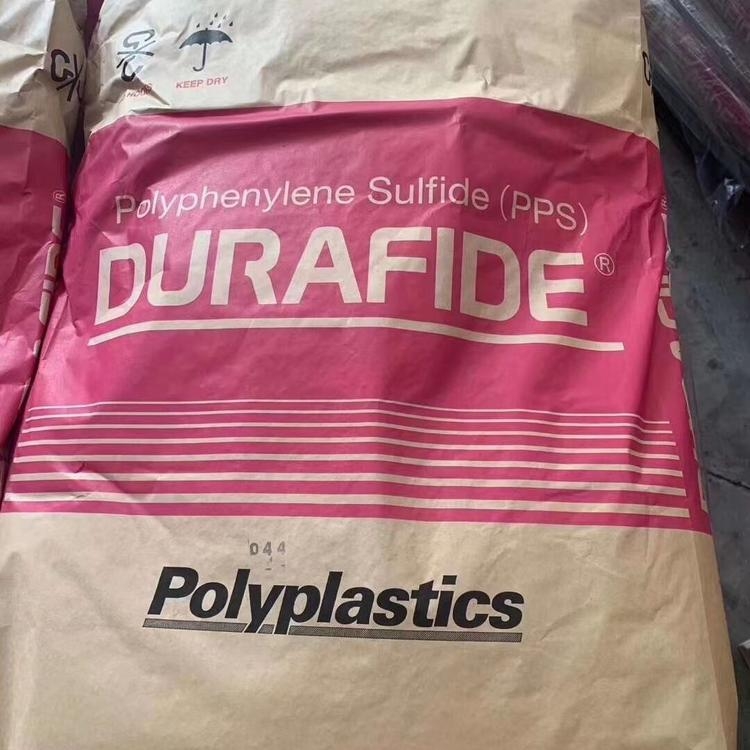 KEEP DRY
Polyphenylene Sulfide (PPS)
DURAFIDE®
044
Polyplastics